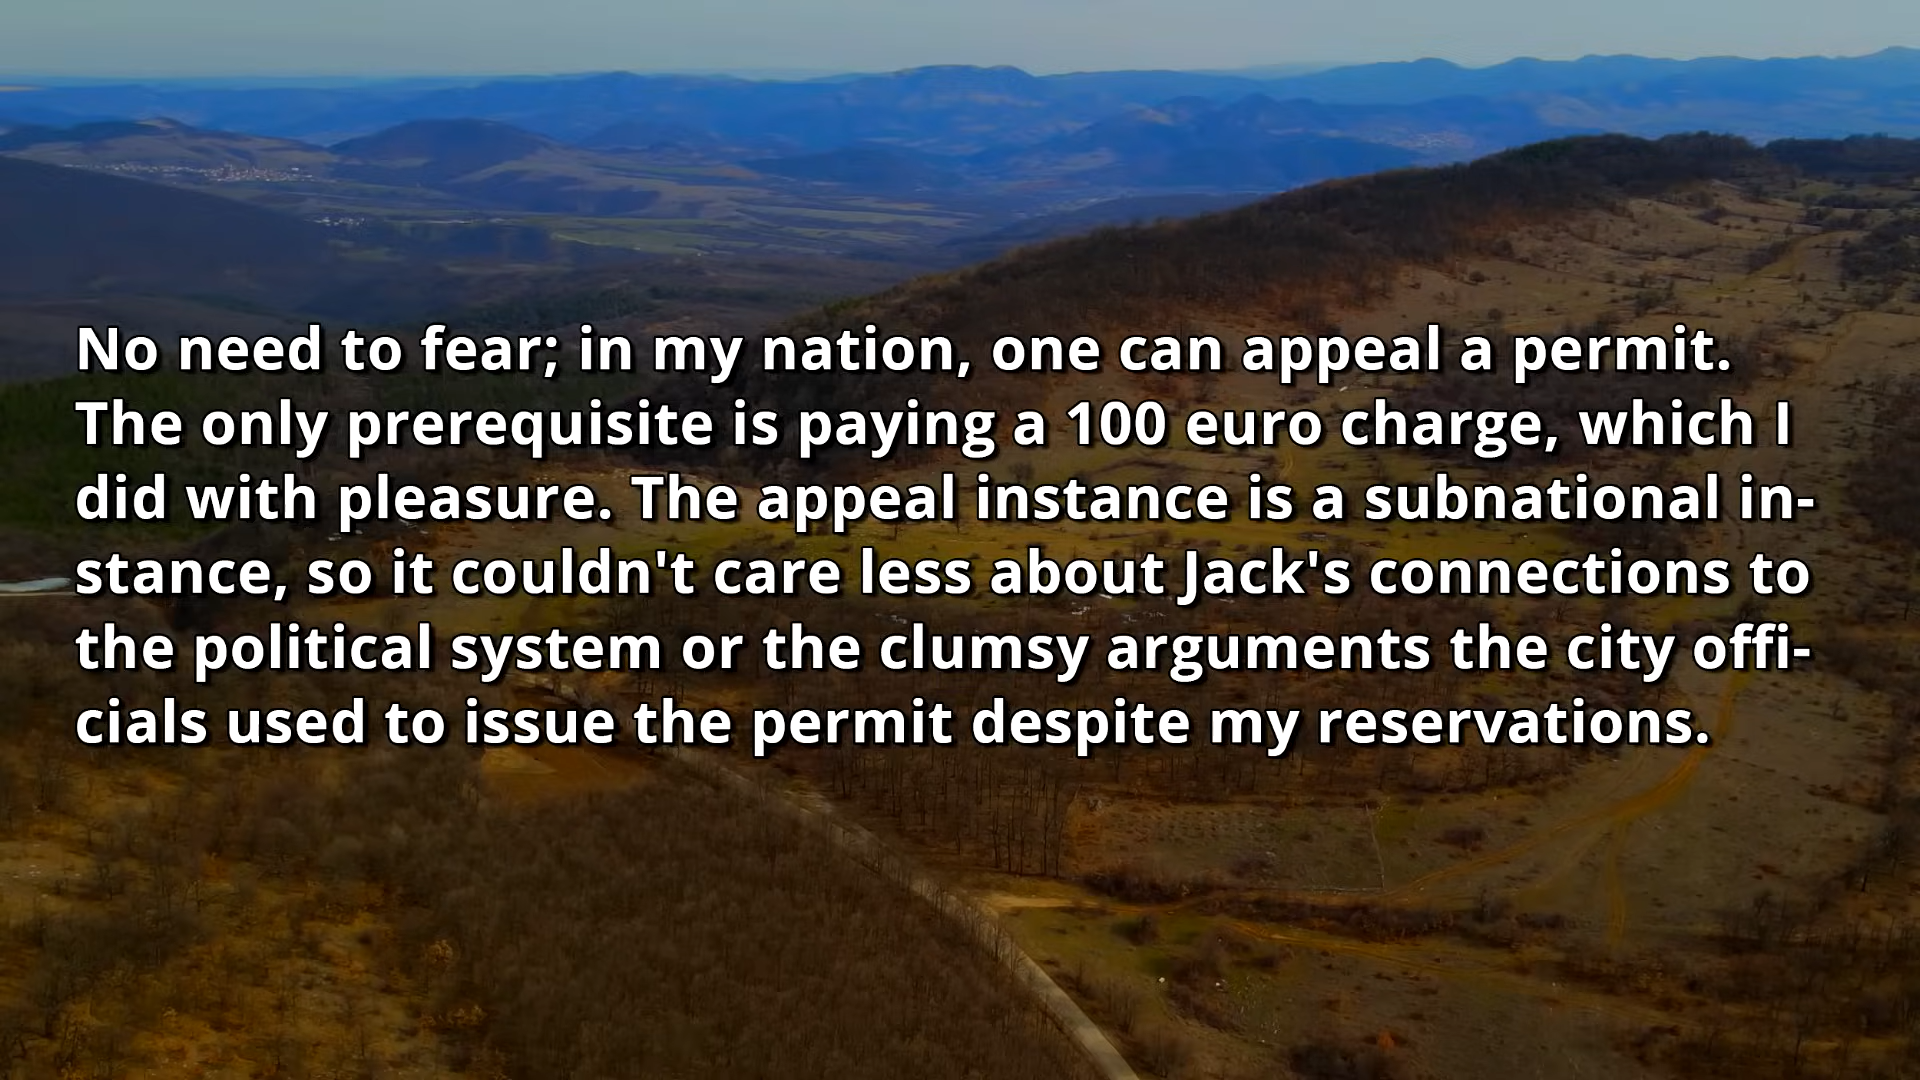 No need to fear; in my nation, one can appeal a permit.
The only prerequisite is paying a 100 euro charge, which I
did with pleasure. The appeal instance is a subnational in-
stance, so it couldn't care less about Jack's connections to
the political system or the clumsy arguments the city offi-
cials used to issue the permit despite my reservations.